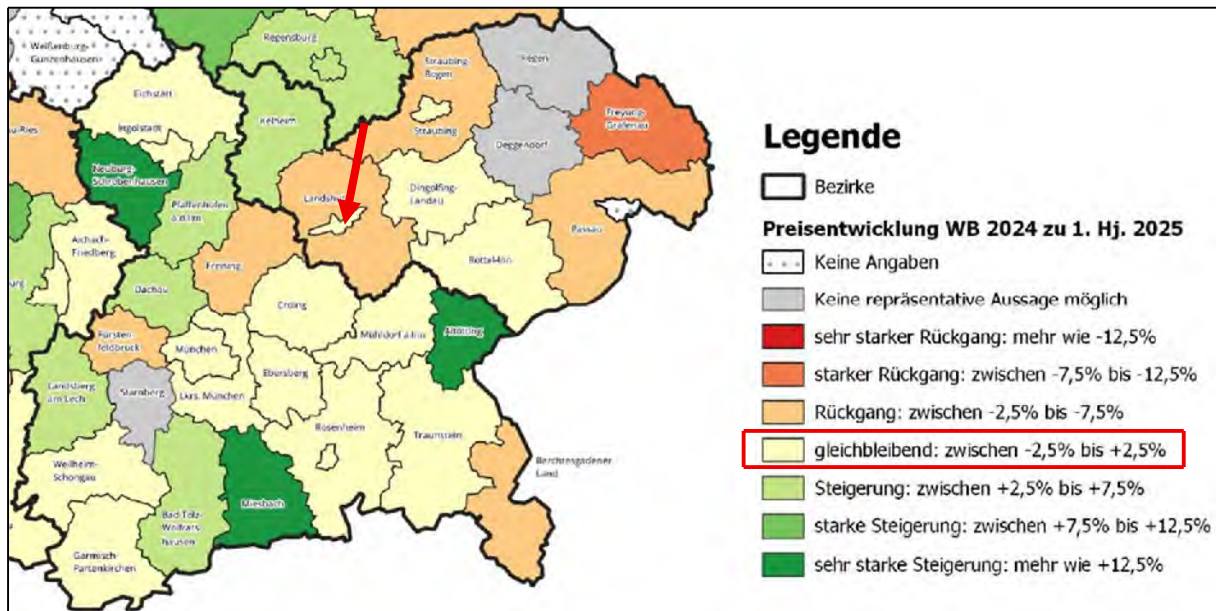 Weißenburg-
Gunzenhausen
Regensburg
Straubing-
Bogen
Regen
Eichstätt
Ingolstadt
Kelheim
Straubing
Freyung-
Grafenau
Deggendorf
au-Ries
Neuburg-
Schrobenhausen
Pfaffenhofen
a.d.Ilm
Dingolfing-
Landau
Aichach-
Friedberg
Freising
Passau
Rottal-Inn
Dachau
Erding
Mühldorf a.Inn
Altötting
Fürsten-
feldbruck
München
Ebersberg
Landsberg
am Lech
Starnberg
Lkrs. München
Rosenheim
Traunstein
Weilheim-
Schongau
Berchtesgadener
Land
Miesbach
Bad Tölz-
Wolfrats-
hausen
Garmisch-
Partenkirchen
Legende
Bezirke
Preisentwicklung WB 2024 zu 1. Hj. 2025
Keine Angaben
Keine repräsentative Aussage möglich
sehr starker Rückgang: mehr wie -12,5%
starker Rückgang: zwischen -7,5% bis -12,5%
Rückgang: zwischen -2,5% bis -7,5%
gleichbleibend: zwischen -2,5% bis +2,5%
Steigerung: zwischen +2,5% bis +7,5%
starke Steigerung: zwischen +7,5% bis +12,5%
sehr starke Steigerung: mehr wie +12,5%